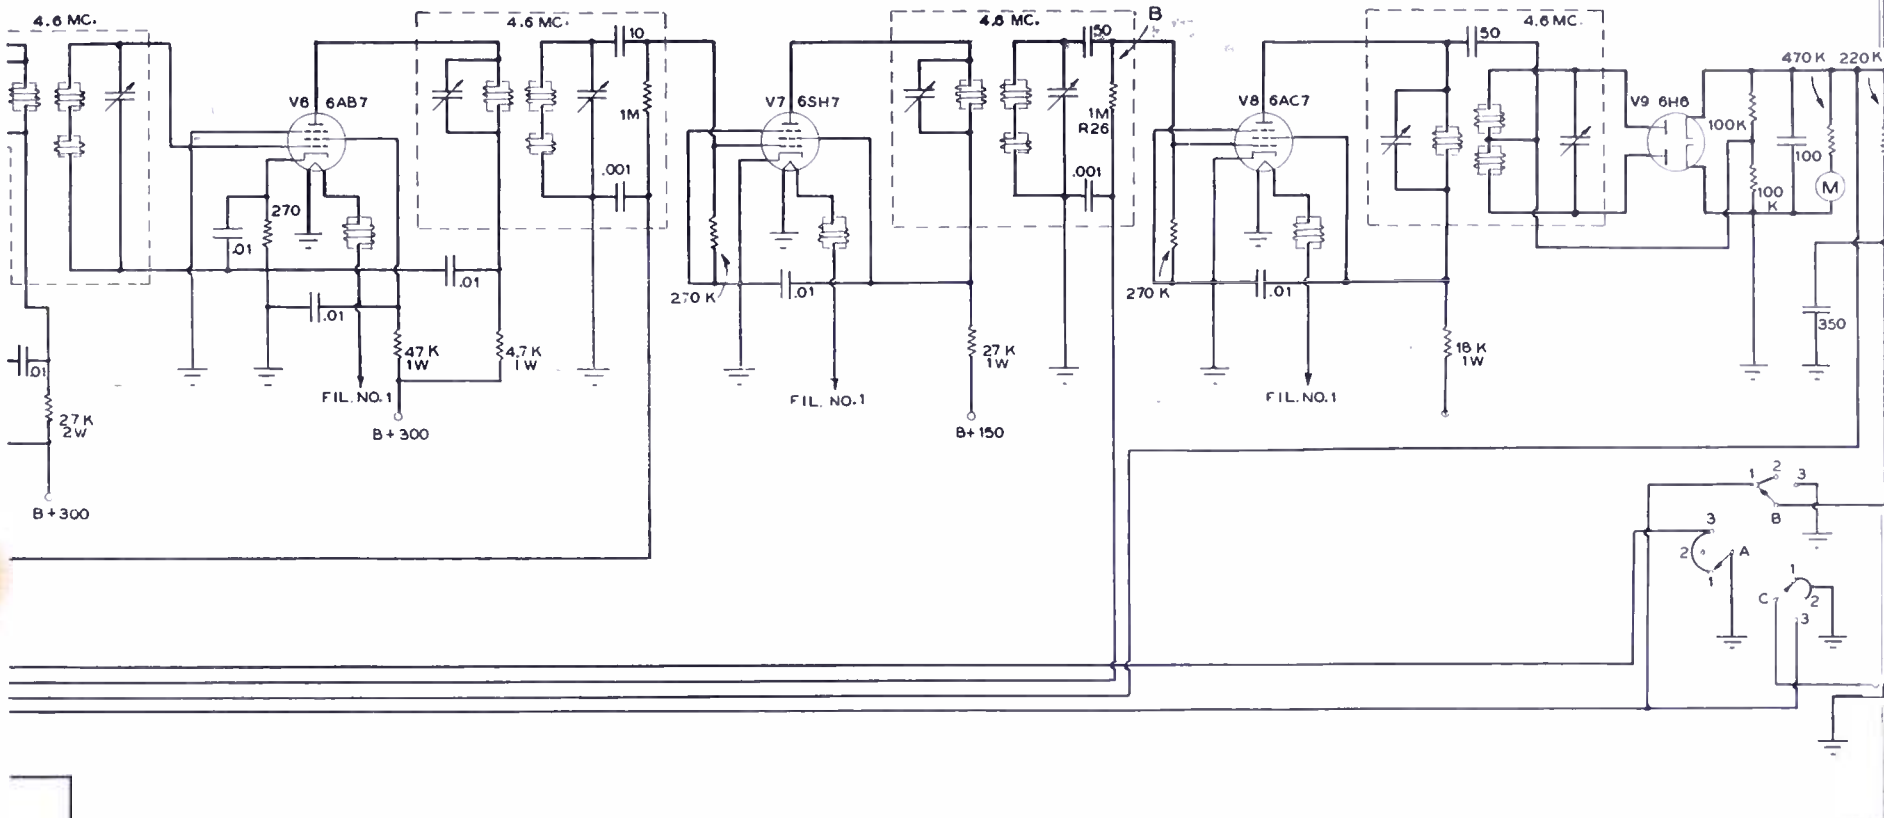 4.6 MC.
4.6 MC.
4.6 MC.
B
4.6 MC.
10
50
50
470 K
220 K
V6
6AB7
1M
V7
6SH7
1M
R26
V8
6AC7
V9
6H6
100K
100
100
K
M
.001
.001
270
.01
.01
.01
270 K
.01
270 K
.01
350
.01
47 K
1W
4.7 K
1W
27 K
1W
18 K
1W
FIL. NO.1
FIL. NO.1
FIL. NO.1
27 K
2W
B+300
B+150
B+300
1
2
3
B
3
2
A
1
1
C
2
3